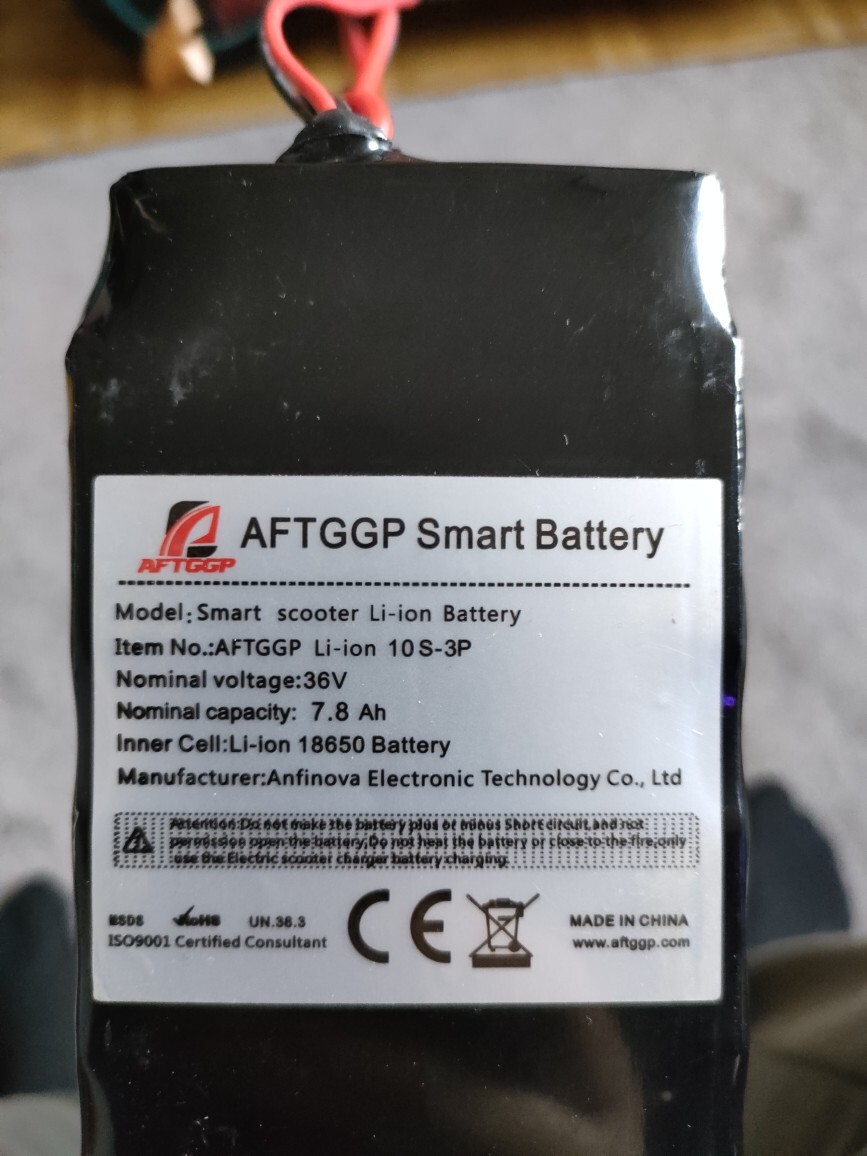 AFTGGP
AFTGGP Smart Battery
Model:Smart scooter Li-ion Battery
Item No.:AFTGGP Li-ion 10S-3P
Nominal voltage:36V
Nominal capacity: 7.8 Ah
Inner Cell:Li-ion 18650 Battery
Manufacturer:Anfinova Electronic Technology Co., Ltd
Attention:Do not make the battery plus or minus Short circuit,and not
permission open the battery,Do not heat the battery or close to the fire,only
use the Electric scooter charger battery charging.
RoHS UN.38.3
ISO9001 Certified Consultant
CE
MADE IN CHINA
www.aftggp.com